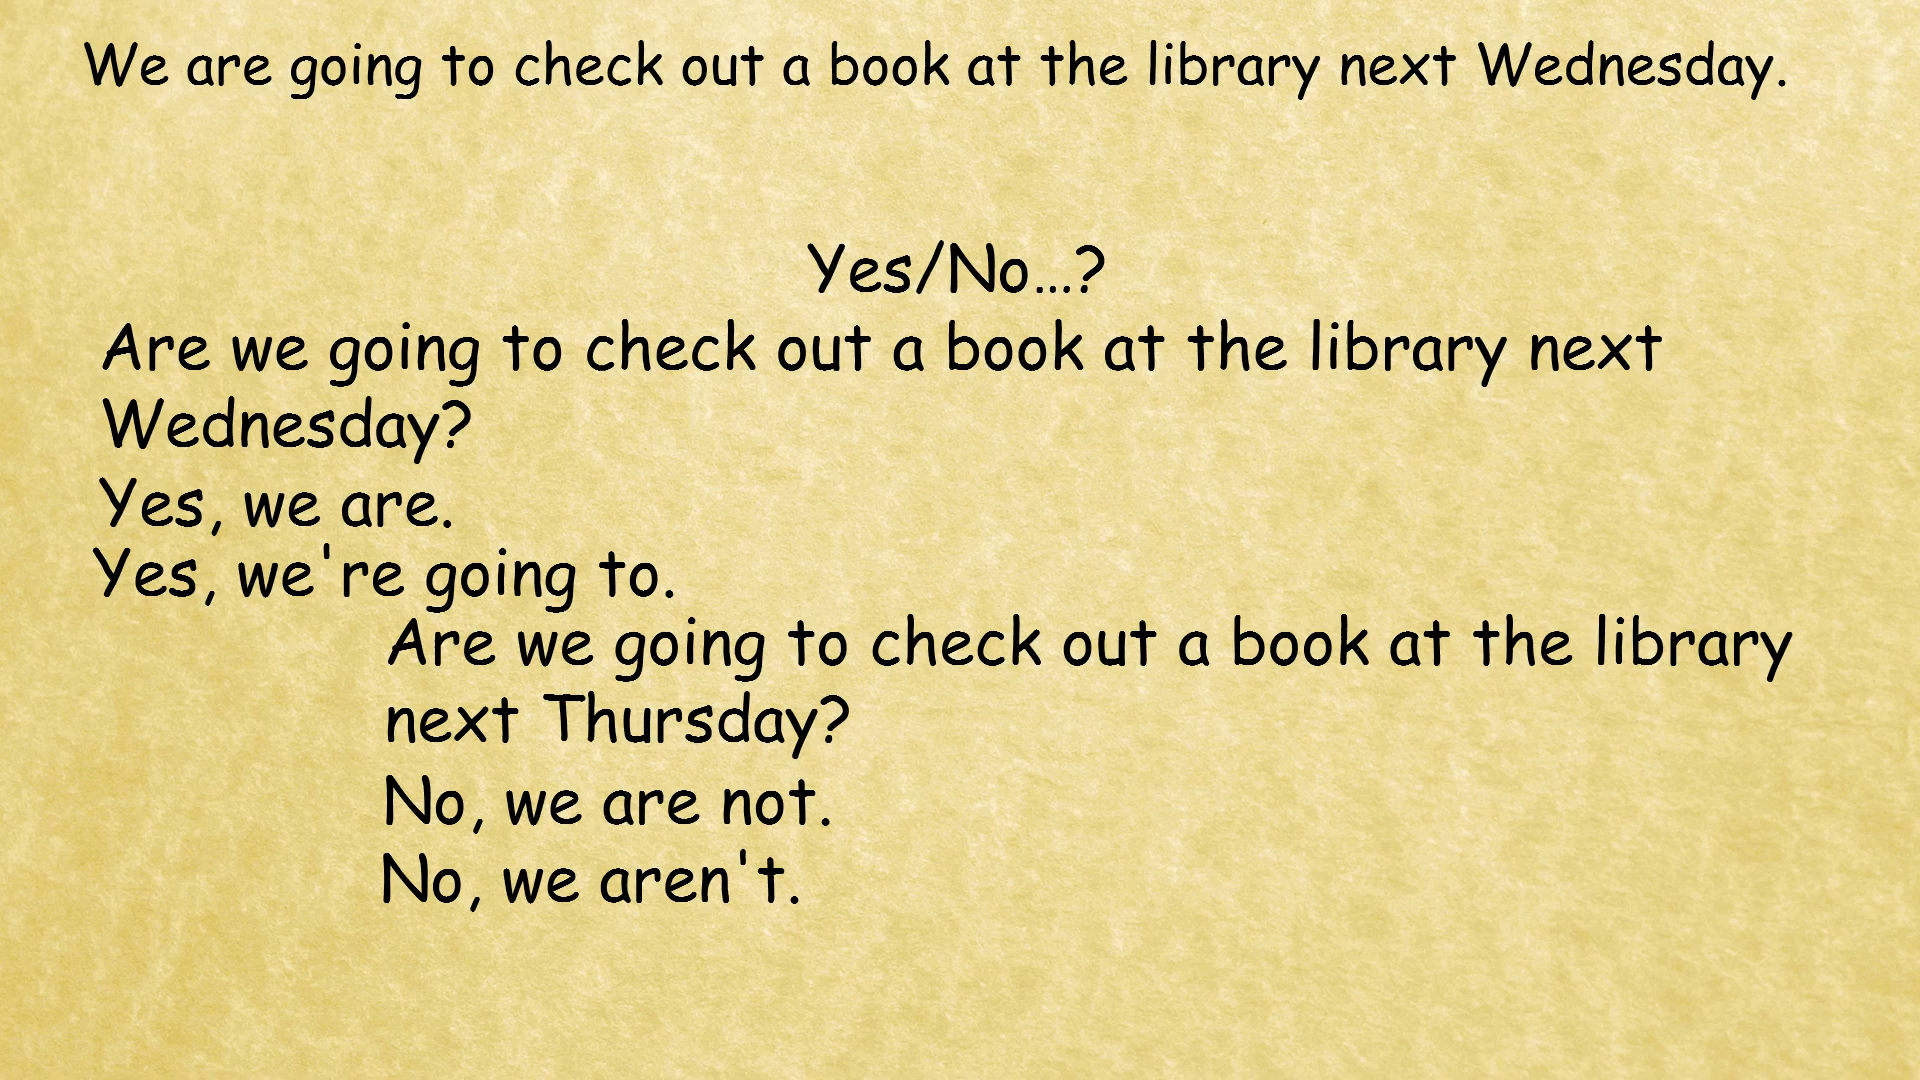 We are going to check out a book at the library next Wednesday.
Yes/No...?
Are we going to check out a book at the library next
Wednesday?
Yes, we are.
Yes, we're going to.
Are we going to check out a book at the library
next Thursday?
No, we are not.
No, we aren't.